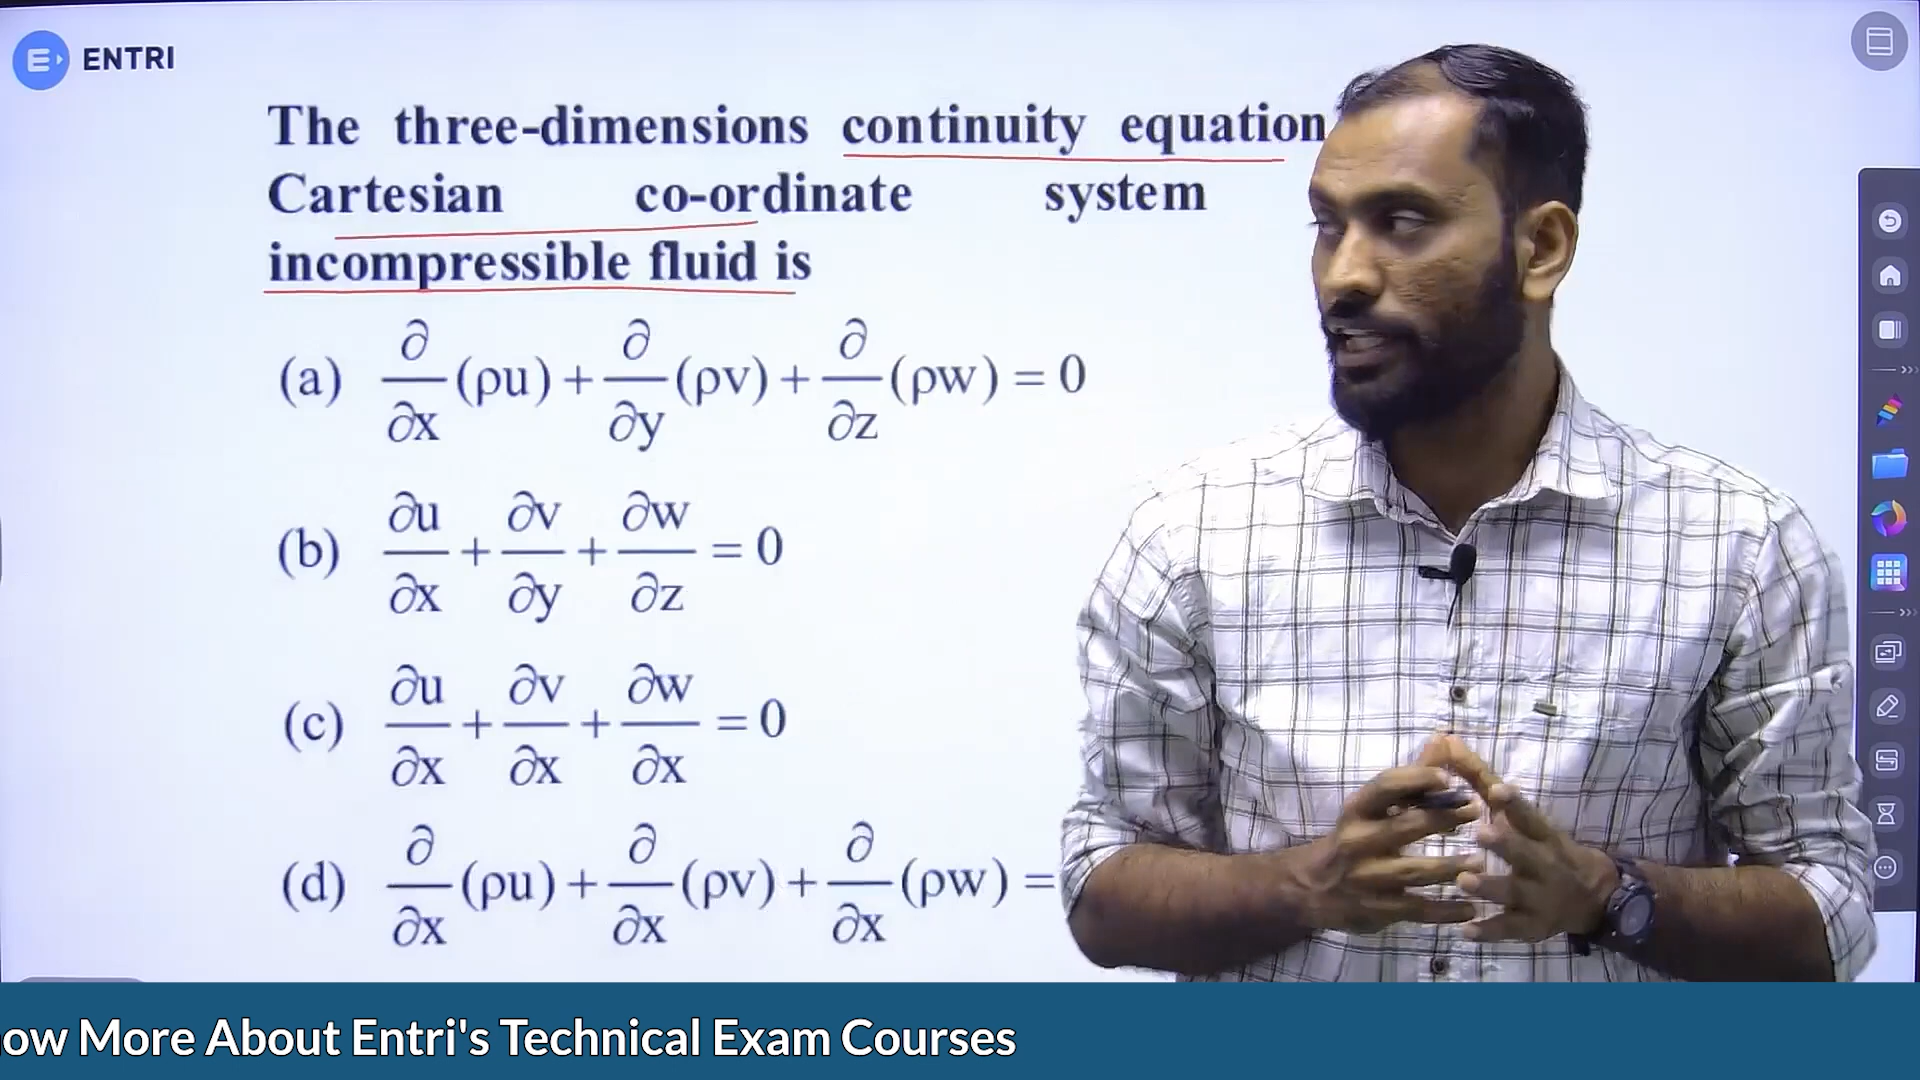 ENTRI
The three-dimensions continuity equation
Cartesian co-ordinate system
incompressible fluid is
(a) ∂/∂x (ρu) + ∂/∂y (ρv) + ∂/∂z (ρw) = 0
(b) ∂u/∂x + ∂v/∂y + ∂w/∂z = 0
(c) ∂u/∂x + ∂v/∂x + ∂w/∂x = 0
(d) ∂/∂x (ρu) + ∂/∂x (ρv) + ∂/∂x (ρw) =
ow More About Entri's Technical Exam Courses